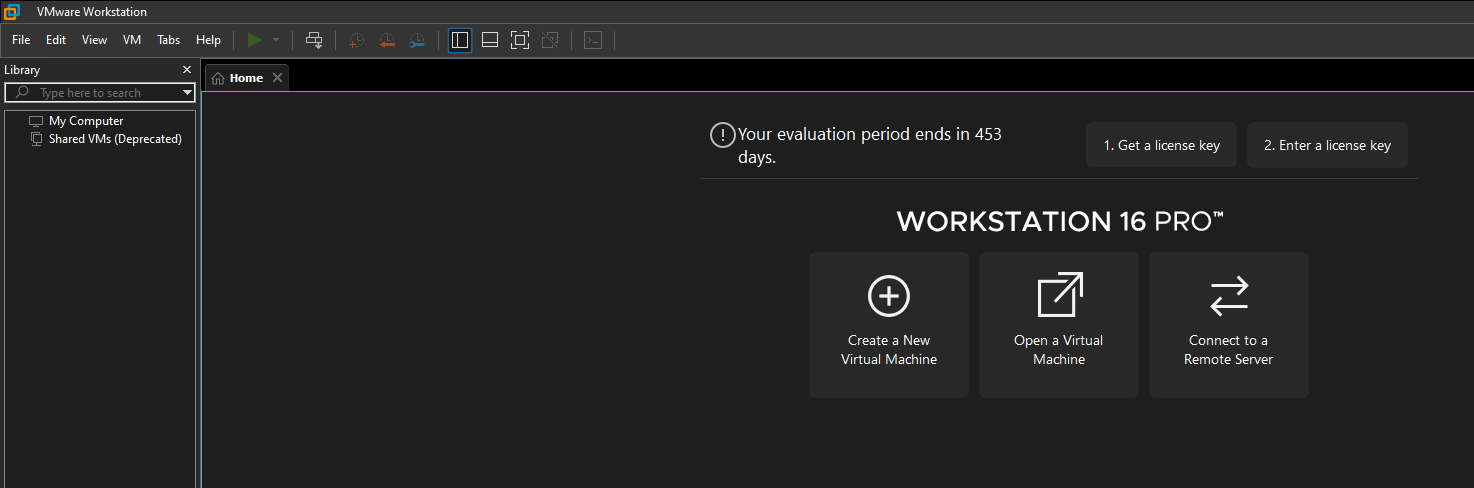 VMware Workstation
File Edit View VM Tabs Help
Library
Home
Type here to search
My Computer
Shared VMs (Deprecated)
Your evaluation period ends in 453
days.
1. Get a license key
2. Enter a license key
WORKSTATION 16 PRO™
Create a New
Virtual Machine
Open a Virtual
Machine
Connect to a
Remote Server